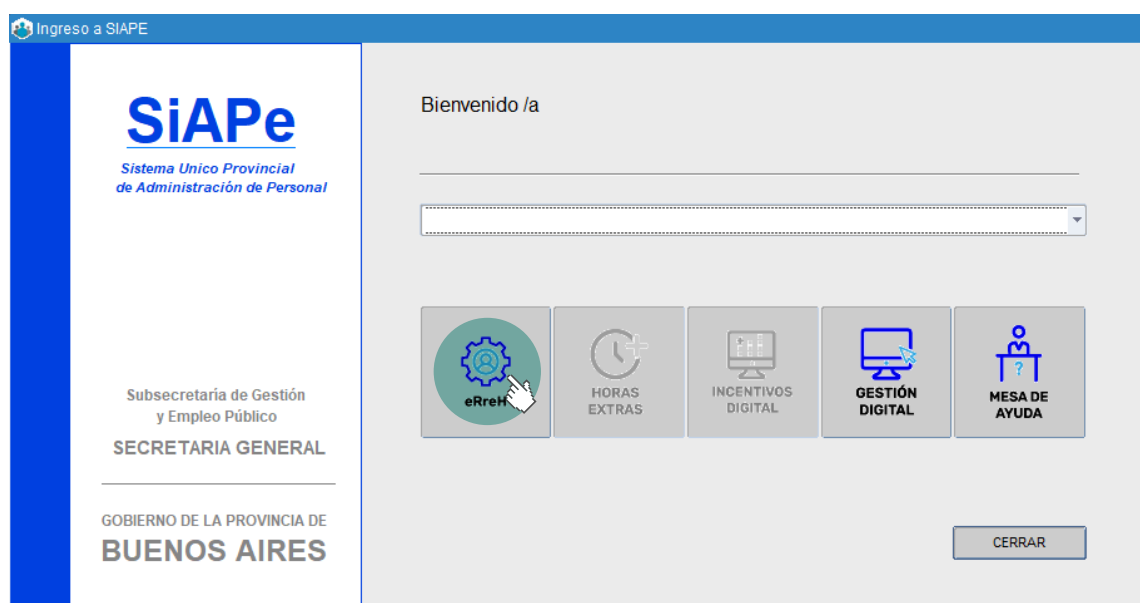 Ingreso a SIAPE
SiAPe
Sistema Unico Provincial
de Administración de Personal
Subsecretaría de Gestión
y Empleo Público
SECRETARIA GENERAL
GOBIERNO DE LA PROVINCIA DE
BUENOS AIRES
Bienvenido /a
eRreH
HORAS
EXTRAS
INCENTIVOS
DIGITAL
GESTIÓN
DIGITAL
?
MESA DE
AYUDA
CERRAR